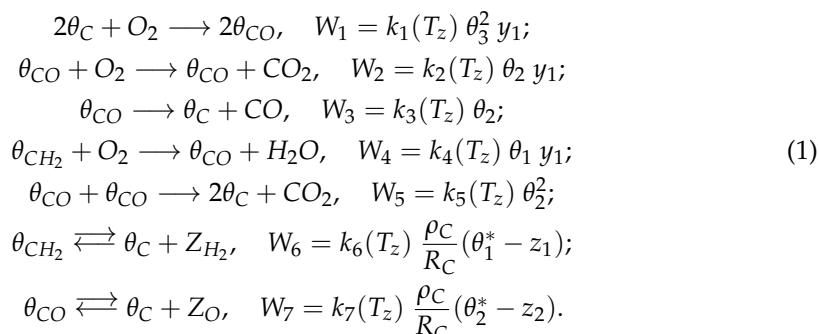 2θ_C + O_2 ⟶ 2θ_{CO}, W_1 = k_1(T_z) θ_3^2 y_1;
θ_{CO} + O_2 ⟶ θ_{CO} + CO_2, W_2 = k_2(T_z) θ_2 y_1;
θ_{CO} ⟶ θ_C + CO, W_3 = k_3(T_z) θ_2;
θ_{CH_2} + O_2 ⟶ θ_{CO} + H_2O, W_4 = k_4(T_z) θ_1 y_1; (1)
θ_{CO} + θ_{CO} ⟶ 2θ_C + CO_2, W_5 = k_5(T_z) θ_2^2;
θ_{CH_2} ⇄ θ_C + Z_{H_2}, W_6 = k_6(T_z) \frac{ρ_C}{R_C}(θ_1^* − z_1);
θ_{CO} ⇄ θ_C + Z_O, W_7 = k_7(T_z) \frac{ρ_C}{R_C}(θ_2^* − z_2).